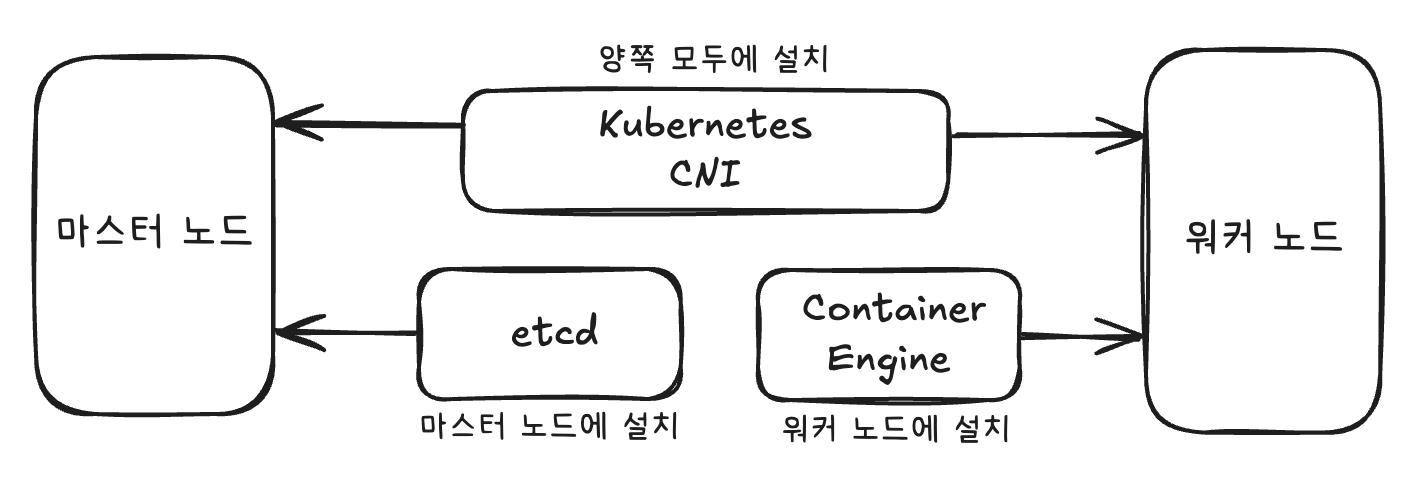 양쪽 모두에 설치
Kubernetes
CNI
마스터 노드
워커 노드
etcd
Container
Engine
마스터 노드에 설치
워커 노드에 설치